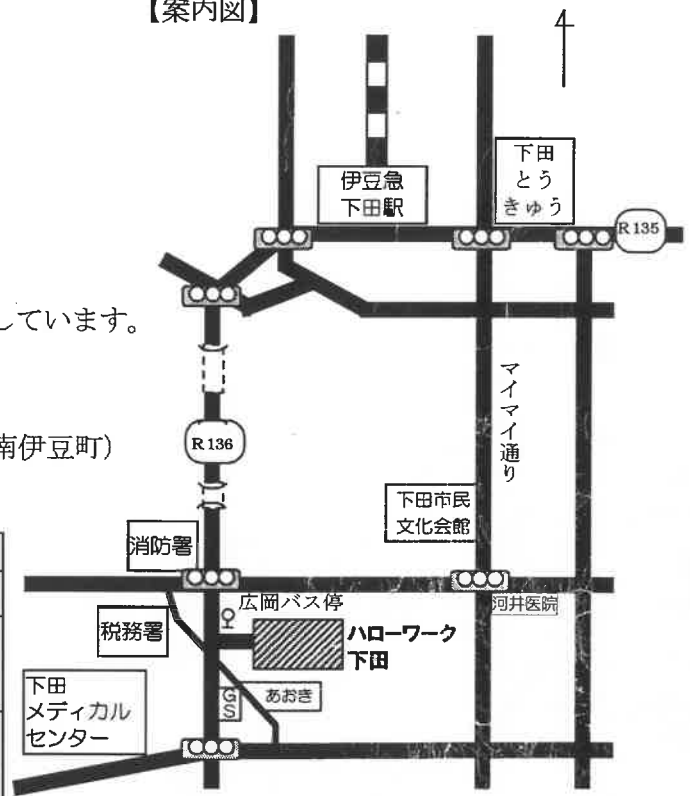 【案内図】
伊豆急
下田駅
下田
とう
きゅう
R 135
しています。
マイマイ通り
R 136
南伊豆町）
下田市民
文化会館
消防署
広岡バス停
河井医院
税務署
ハローワーク
下田
下田
メディカル
センター
GS
あおき